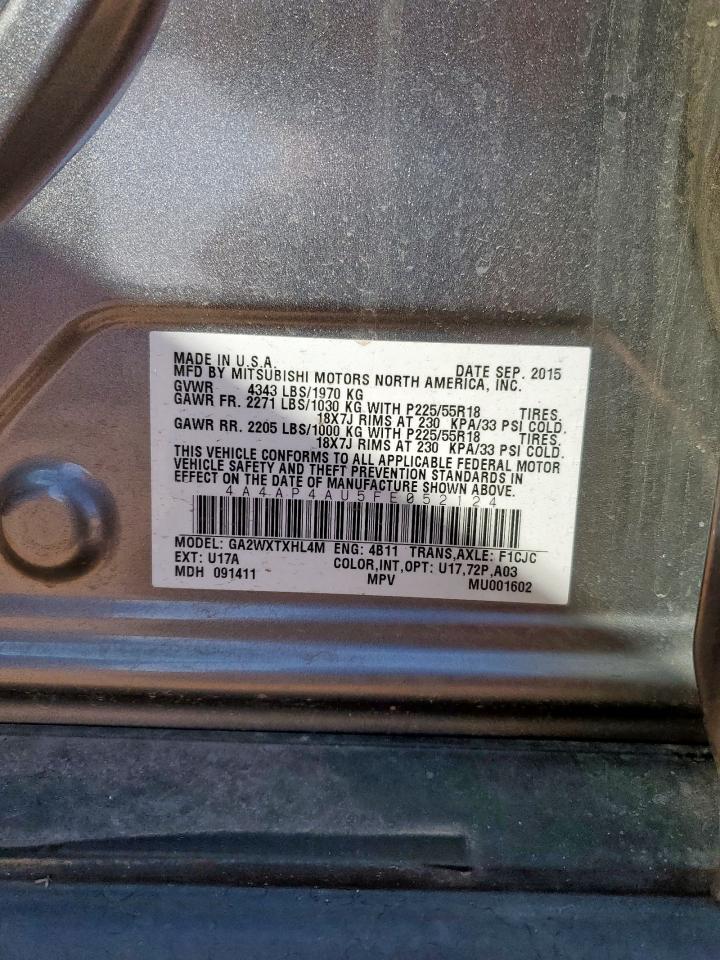 MADE IN U.S.A. DATE SEP. 2015
MFD BY MITSUBISHI MOTORS NORTH AMERICA, INC.
GVWR 4343 LBS/1970 KG
GAWR FR. 2271 LBS/1030 KG WITH P225/55R18 TIRES,
18X7J RIMS AT 230 KPA/33 PSI COLD.
GAWR RR. 2205 LBS/1000 KG WITH P225/55R18 TIRES,
18X7J RIMS AT 230 KPA/33 PSI COLD.
THIS VEHICLE CONFORMS TO ALL APPLICABLE FEDERAL MOTOR
VEHICLE SAFETY AND THEFT PREVENTION STANDARDS IN
EFFECT ON THE DATE OF MANUFACTURE SHOWN ABOVE.
4A4AP4AU5FE052124
MODEL: GA2WXTXHL4M ENG: 4B11 TRANS,AXLE: F1CJC
EXT: U17A COLOR,INT,OPT: U17,72P,A03
MDH 091411 MPV MU001602